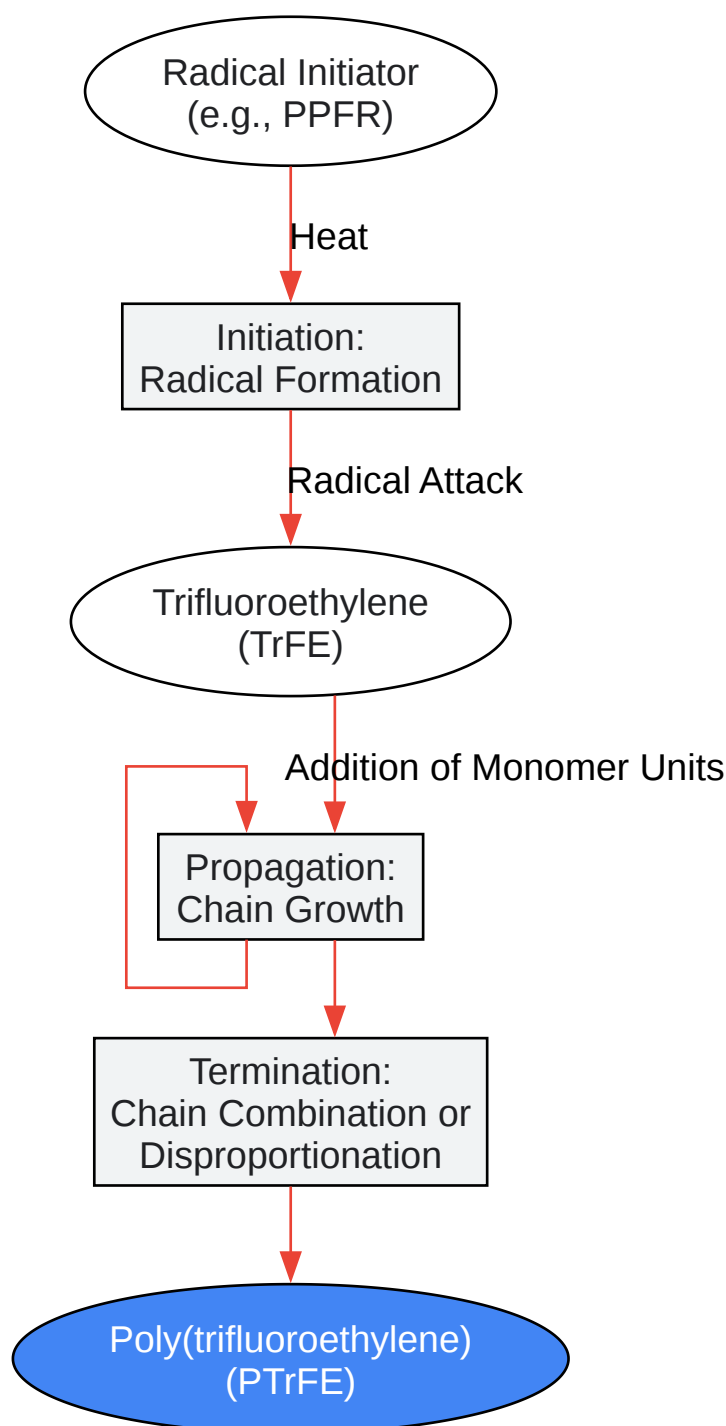 Radical Initiator
(e.g., PPFR)
Heat
Initiation:
Radical Formation
Radical Attack
Trifluoroethylene
(TrFE)
Addition of Monomer Units
Propagation:
Chain Growth
Termination:
Chain Combination or
Disproportionation
Poly(trifluoroethylene)
(PTrFE)